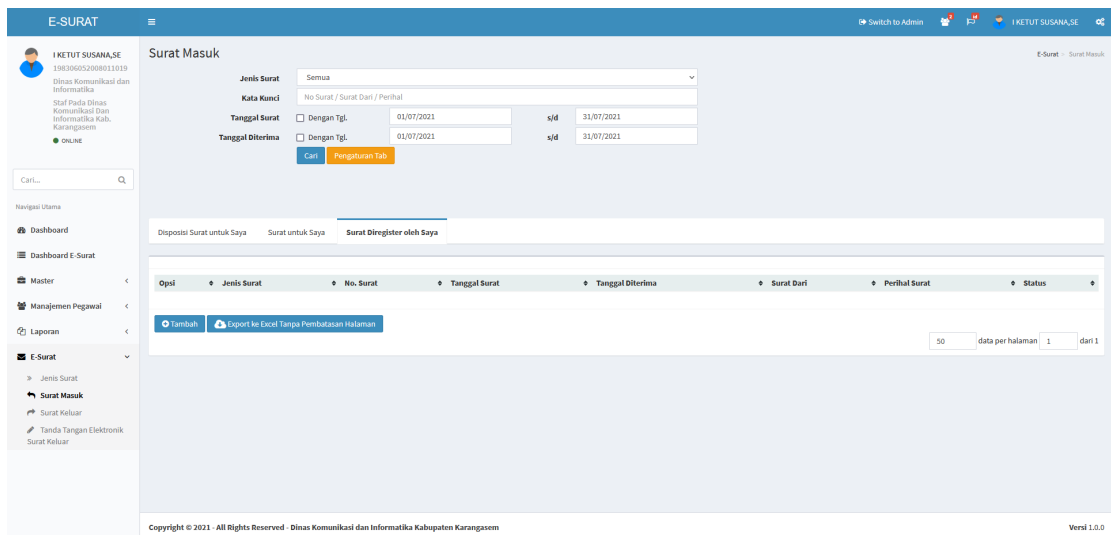 E-SURAT
Switch to Admin
I KETUT SUSANA,SE
I KETUT SUSANA,SE
198306052008011019
Dinas Komunikasi dan
Informatika
Staf Pada Dinas
Komunikasi Dan
Informatika Kab.
Karangasem
ONLINE
Cari...
Navigasi Utama
Dashboard
Dashboard E-Surat
Master
Manajemen Pegawai
Laporan
E-Surat
Jenis Surat
Surat Masuk
Surat Keluar
Tanda Tangan Elektronik
Surat Keluar
Surat Masuk
E-Surat > Surat Masuk
Jenis Surat Semua
Kata Kunci No Surat / Surat Dari / Perihal
Tanggal Surat Dengan Tgl. 01/07/2021 s/d 31/07/2021
Tanggal Diterima Dengan Tgl. 01/07/2021 s/d 31/07/2021
Cari Pengaturan Tab
Disposisi Surat untuk Saya Surat untuk Saya Surat Diregister oleh Saya
Opsi Jenis Surat No. Surat Tanggal Surat Tanggal Diterima Surat Dari Perihal Surat Status
Tambah Export ke Excel Tanpa Pembatasan Halaman
50 data per halaman 1 dari 1
Copyright © 2021 - All Rights Reserved - Dinas Komunikasi dan Informatika Kabupaten Karangasem
Versi 1.0.0